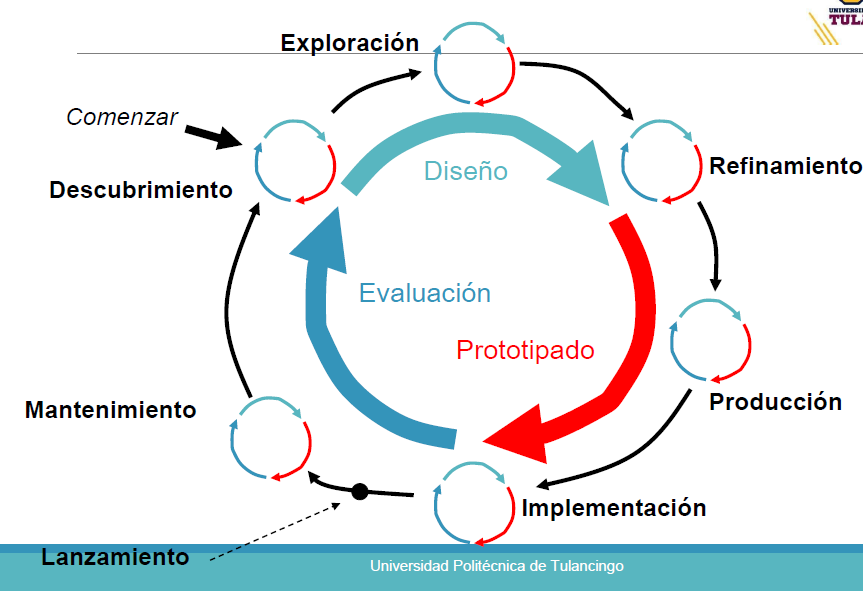 Exploración
Comenzar
Diseño
Refinamiento
Descubrimiento
Evaluación
Prototipado
Producción
Mantenimiento
Implementación
Lanzamiento
Universidad Politécnica de Tulancingo